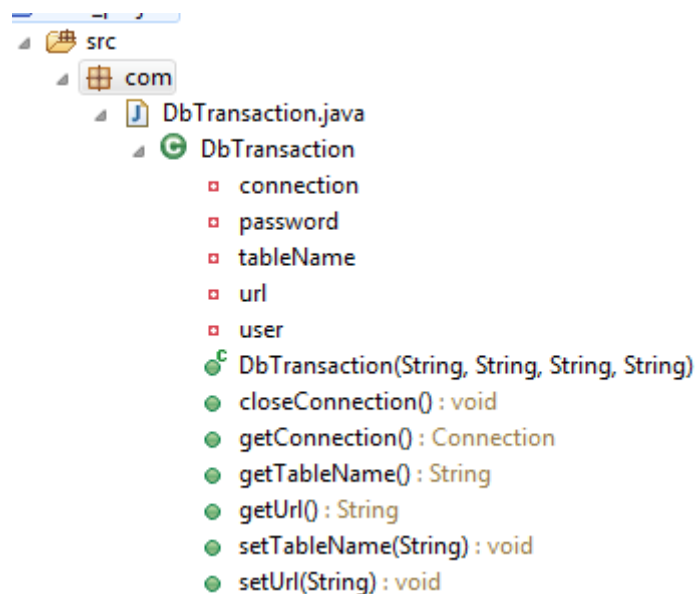 src
com
DbTransaction.java
DbTransaction
connection
password
tableName
url
user
DbTransaction(String, String, String, String)
closeConnection() : void
getConnection() : Connection
getTableName() : String
getUrl() : String
setTableName(String) : void
setUrl(String) : void